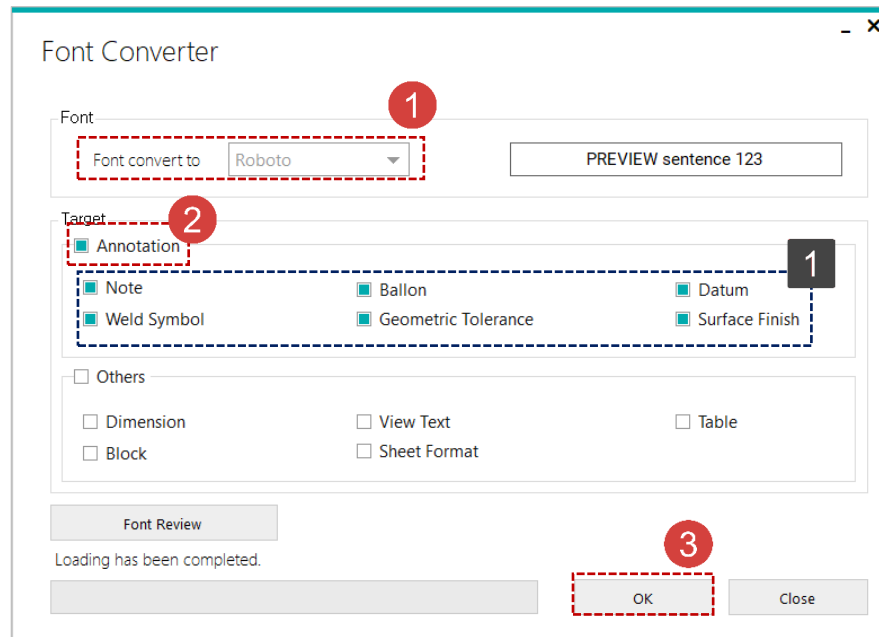 Font Converter
1
Font
Font convert to Roboto PREVIEW sentence 123
2
Target
Annotation
1
Note Ballon Datum
Weld Symbol Geometric Tolerance Surface Finish
Others
Dimension View Text Table
Block Sheet Format
Font Review
Loading has been completed.
3
OK Close